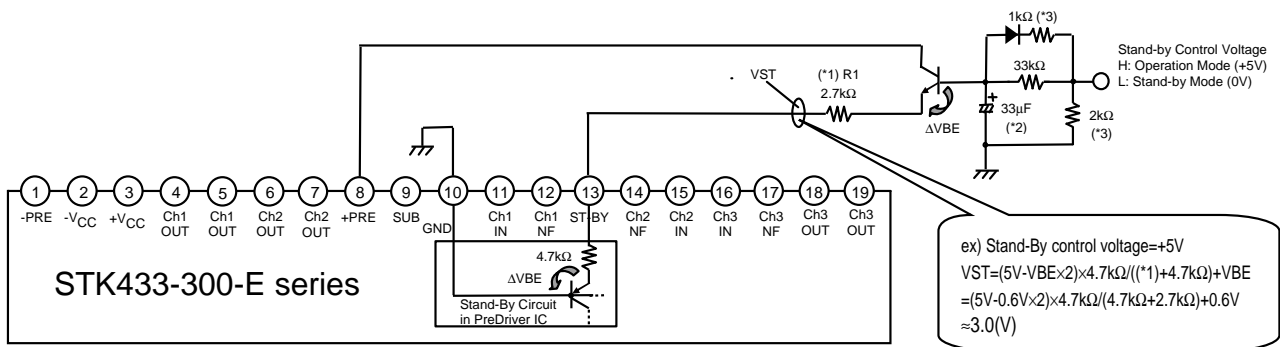 1kΩ (*3)
Stand-by Control Voltage
H: Operation Mode (+5V)
L: Stand-by Mode (0V)
33kΩ
VST
(*1) R1
2.7kΩ
ΔVBE
33μF
(*2)
2kΩ
(*3)
1 2 3 4 5 6 7 8 9 10 11 12 13 14 15 16 17 18 19
-PRE -VCC +VCC Ch1 OUT Ch1 OUT Ch2 OUT Ch2 OUT +PRE SUB GND Ch1 IN Ch1 NF ST-BY Ch2 NF Ch2 IN Ch3 IN Ch3 NF Ch3 OUT Ch3 OUT
4.7kΩ
ΔVBE
Stand-By Circuit
in PreDriver IC
STK433-300-E series
ex) Stand-By control voltage=+5V
VST=(5V-VBE×2)×4.7kΩ/((*1)+4.7kΩ)+VBE
=(5V-0.6V×2)×4.7kΩ/(4.7kΩ+2.7kΩ)+0.6V
≈3.0(V)